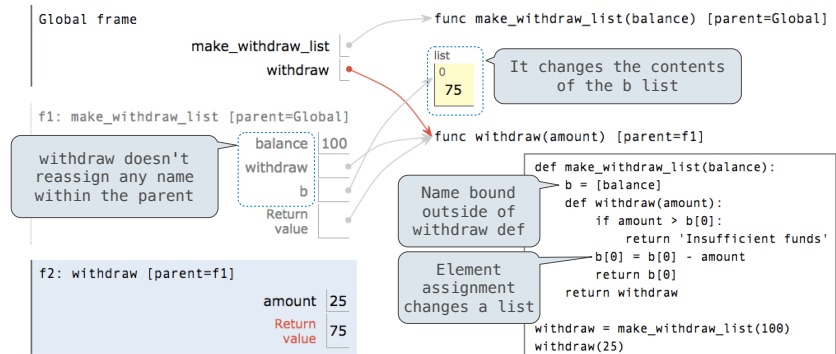 Global frame
make_withdraw_list
withdraw
func make_withdraw_list(balance) [parent=Global]
list
0
75
It changes the contents
of the b list
f1: make_withdraw_list [parent=Global]
balance 100
withdraw
b
Return
value
withdraw doesn't
reassign any name
within the parent
func withdraw(amount) [parent=f1]
Name bound
outside of
withdraw def
Element
assignment
changes a list
def make_withdraw_list(balance):
    b = [balance]
    def withdraw(amount):
        if amount > b[0]:
            return 'Insufficient funds'
        b[0] = b[0] - amount
        return b[0]
    return withdraw
withdraw = make_withdraw_list(100)
withdraw(25)
f2: withdraw [parent=f1]
amount 25
Return
value 75